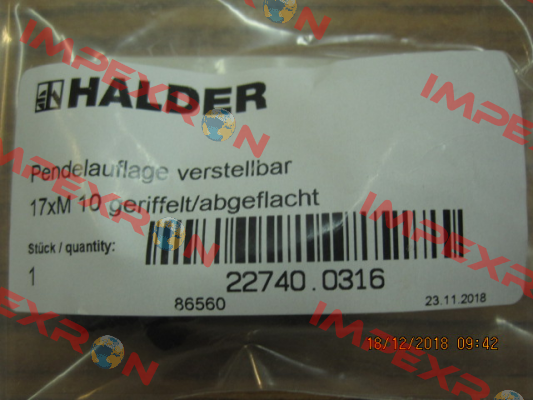 HALDER
Pendelauflage verstellbar
17xM 10 geriffelt/abgeflacht
Stück / quantity:
1
22740.0316
86560
23.11.2018
18/12/2018 09:42
IMPEXRON
IMPEXRON
IMPEXRON
IMPEXRON